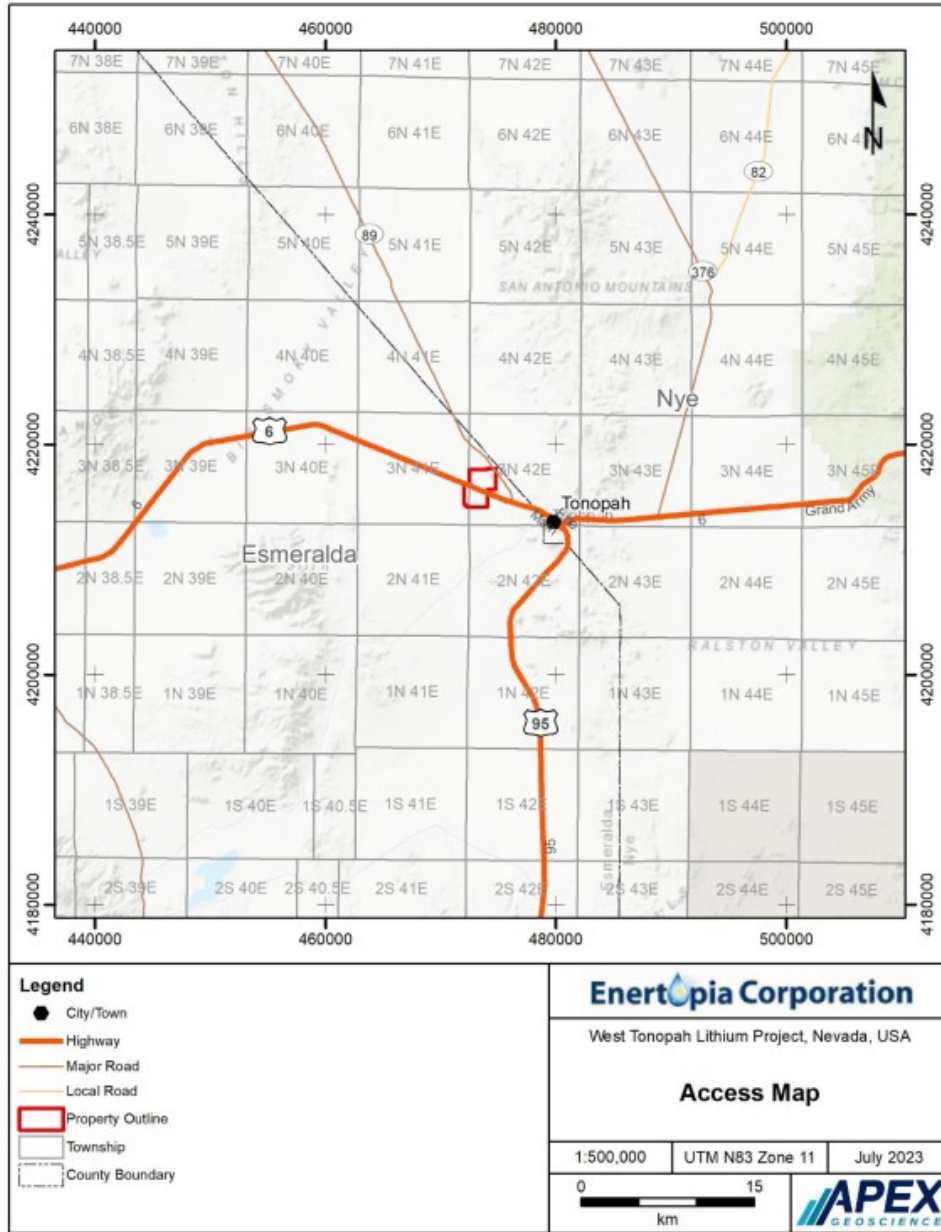 440000 460000 480000 500000
7N 38E 7N 39E 7N 40E 7N 41E 7N 42E 7N 43E 7N 44E 7N 45E
6N 38E 6N 39E 6N 40E 6N 41E 6N 42E 6N 43E 6N 44E
N
82
4240000 4240000
5N 38.5E 5N 39E 5N 40E 89 5N 41E 5N 42E 5N 43E 5N 44E
ALLEY
376
SAN ANTONIO MOUNTAINS
4N 38.5E 4N 39E 4N 40E 4N 41E 4N 42E 4N 43E 4N 44E 4N 45E
Nye
4220000 4220000
6
3N 38.5E 3N 39E 3N 40E 3N 41E 3N 42E 3N 43E 3N 44E 3N 45E
6
Tonopah
6 Grand Army
Esmeralda
2N 38.5E 2N 39E 2N 40E 2N 41E 2N 42E 2N 43E 2N 44E 2N 45E
RALSTON VALLEY
4200000 4200000
1N 38.5E 1N 39E 1N 40E 1N 41E 1N 42E 1N 43E 1N 44E 1N 45E
95
1S 39E 1S 40E 1S 40.5E 1S 41E 1S 42E 1S 43E 1S 44E 1S 45E
95
Esmeralda
Nye
2S 39E 2S 40E 2S 40.5E 2S 41E 2S 42E 2S 43E 2S 44E 2S 45E
4180000 4180000
440000 460000 480000 500000
Legend
City/Town
Highway
Major Road
Local Road
Property Outline
Township
County Boundary
Enertopia Corporation
West Tonopah Lithium Project, Nevada, USA
Access Map
1:500,000 UTM N83 Zone 11 July 2023
0 15
km
APEX
GEOSCIENCE